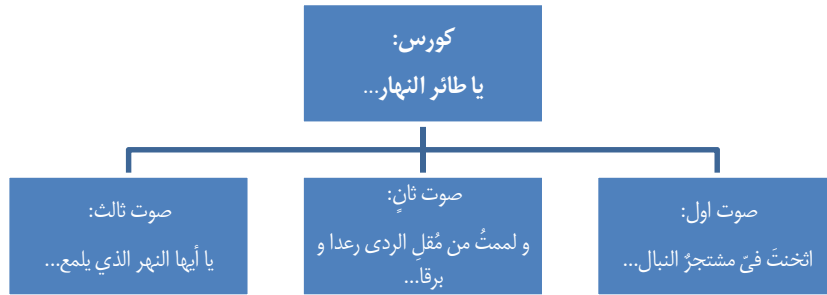 كورس:
يا طائر النهار...
صوت اول:
اثخنتَ فىّ مشتجرٌ النبال...
صوت ثانٍ:
و لممتُ من مُقلِ الردى رعدا و
برقا...
صوت ثالث:
يا أيها النهر الذي يلمع...